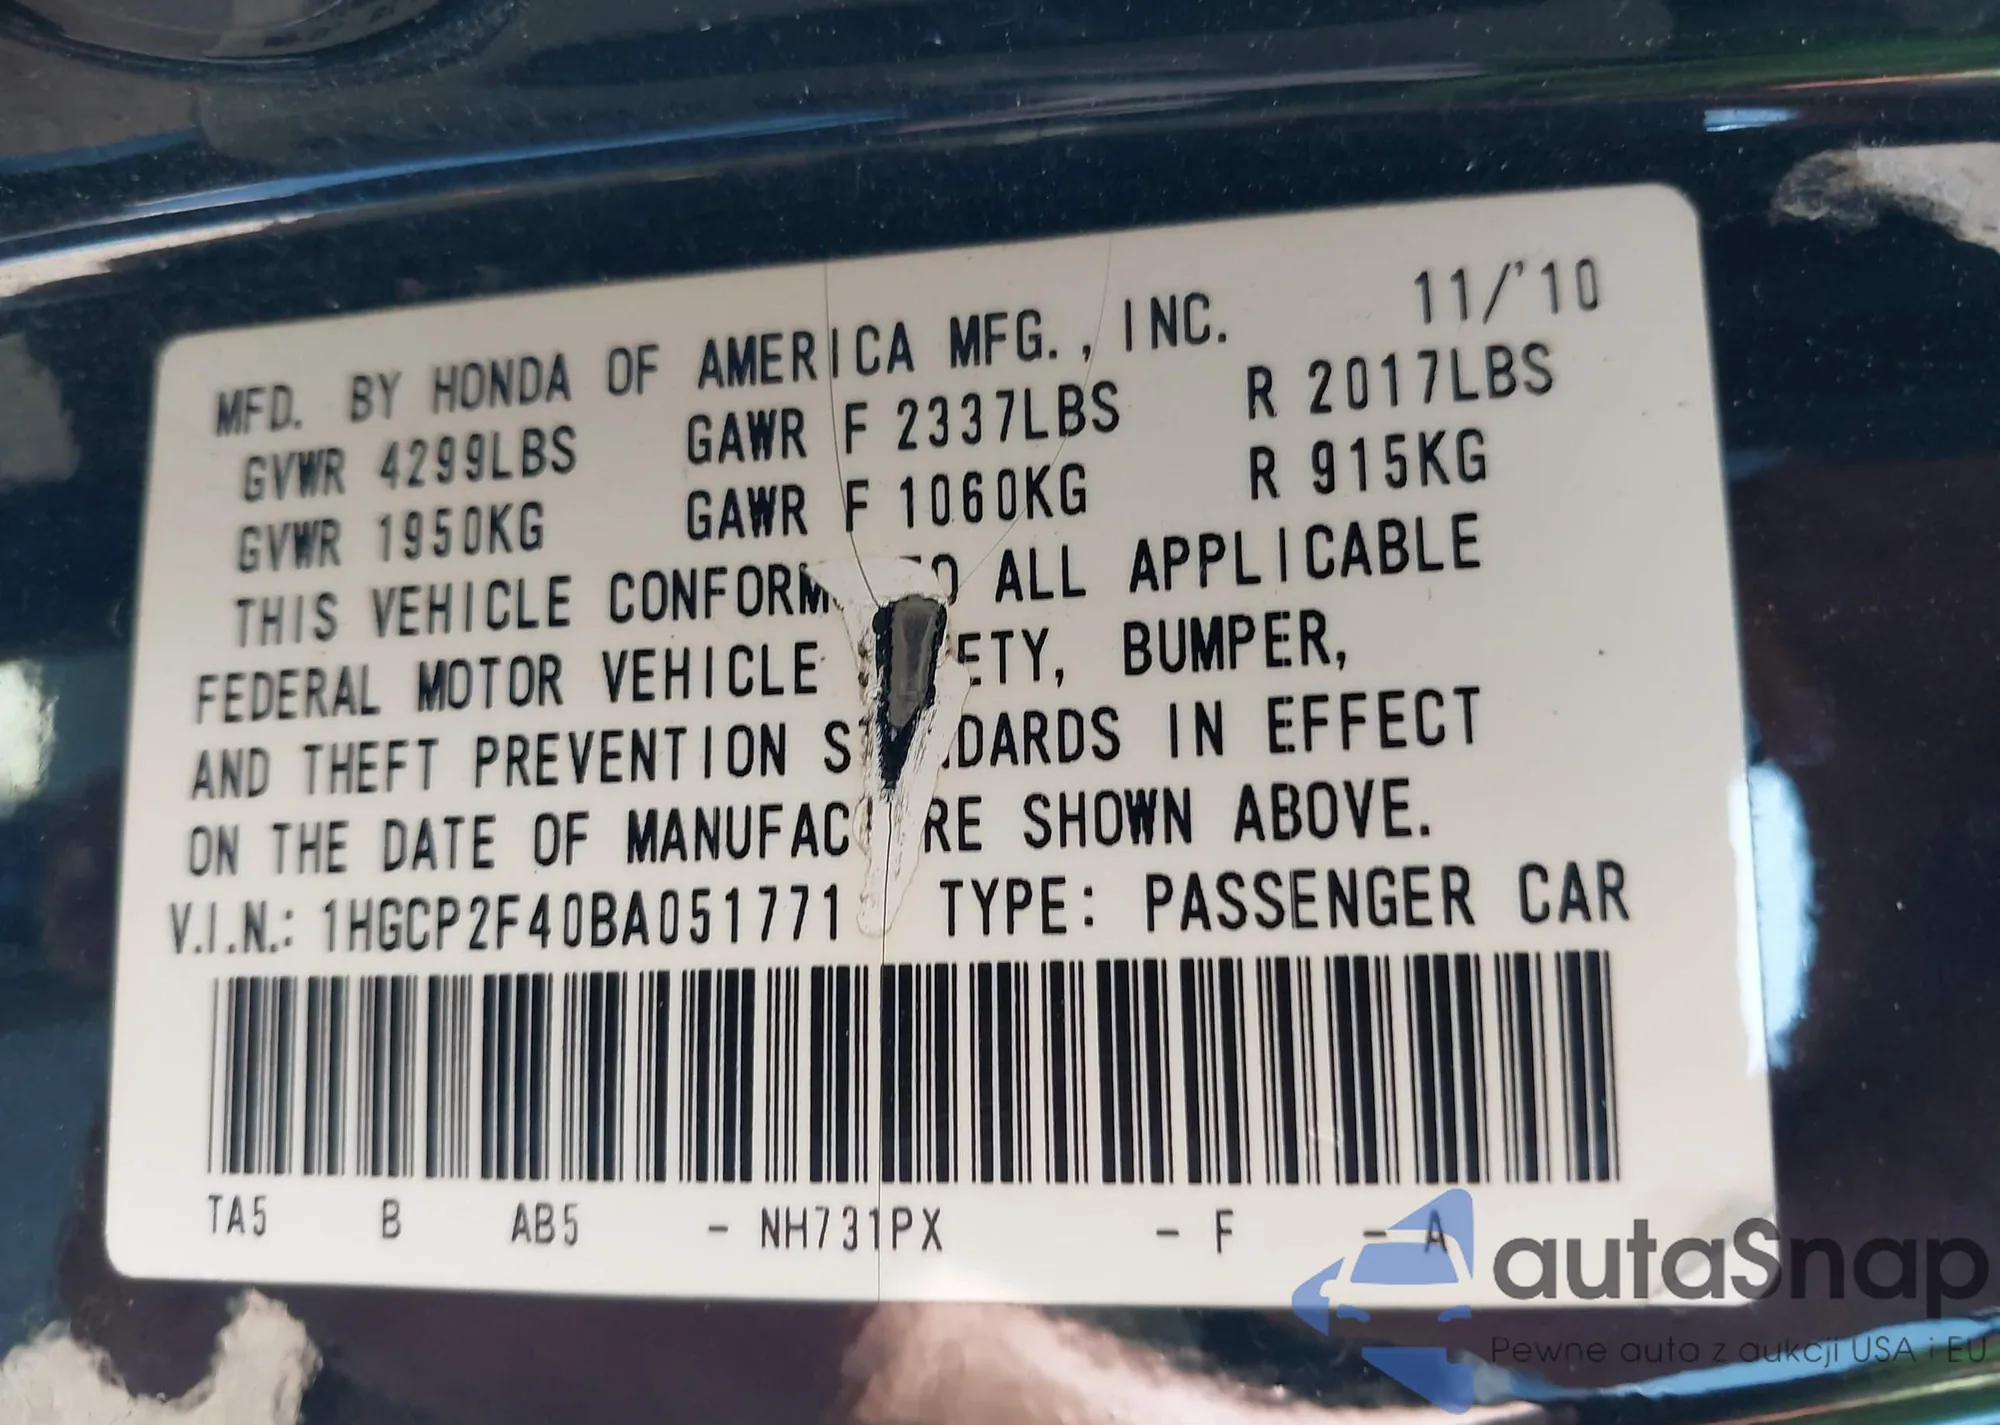 MFD. BY HONDA OF AMERICA MFG., INC. 11/'10
GVWR 4299LBS GAWR F 2337LBS R 2017LBS
GVWR 1950KG GAWR F 1060KG R 915KG
THIS VEHICLE CONFORM ALL APPLICABLE
FEDERAL MOTOR VEHICLE ETY, BUMPER,
AND THEFT PREVENTION S DARDS IN EFFECT
ON THE DATE OF MANUFAC RE SHOWN ABOVE.
V.I.N.: 1HGCP2F40BA051771 TYPE: PASSENGER CAR
TA5 B AB5 - NH731PX - F - A
autaSnap
Pewne auta z aukcji USA i EU